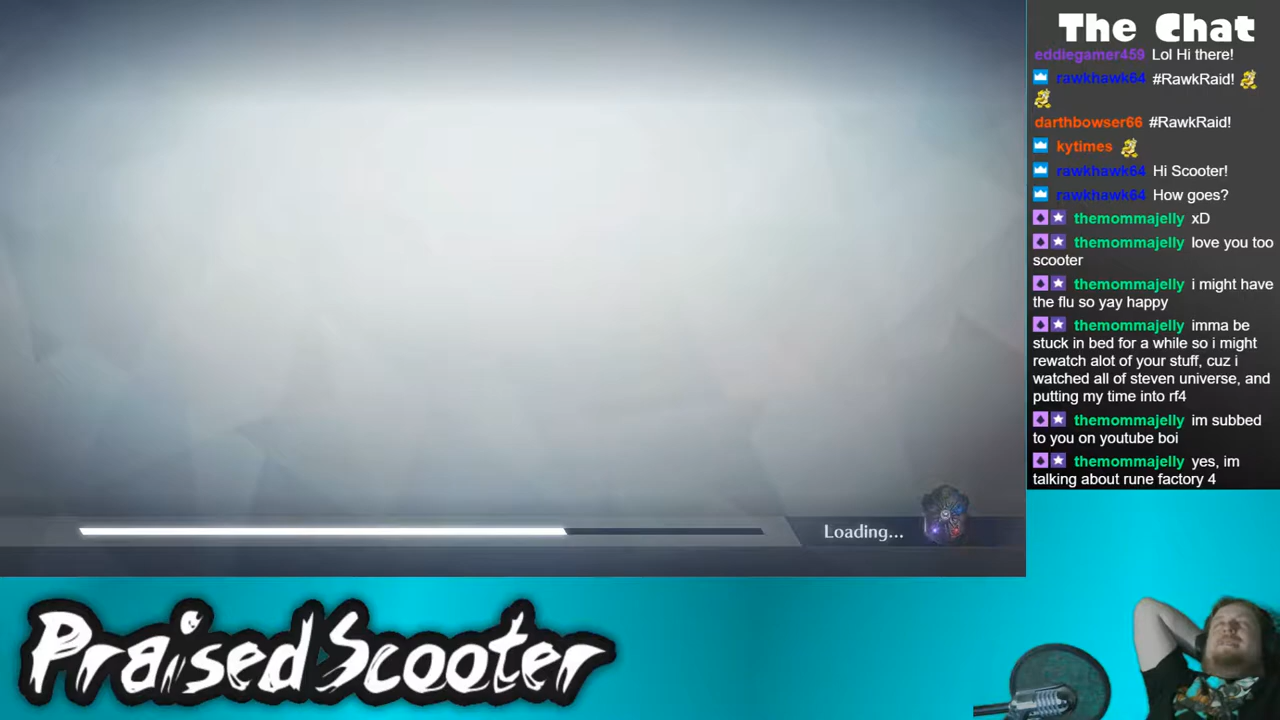 The Chat
eddiegamer459 Lol Hi there!
rawkhawk64 #RawkRaid!
darthbowser66 #RawkRaid!
kytimes
rawkhawk64 Hi Scooter!
rawkhawk64 How goes?
themommajelly xD
themommajelly love you too
scooter
themommajelly i might have
the flu so yay happy
themommajelly imma be
stuck in bed for a while so i might
rewatch alot of your stuff, cuz i
watched all of steven universe, and
putting my time into rf4
themommajelly im subbed
to you on youtube boi
themommajelly yes, im
talking about rune factory 4
Loading...
PraisedScooter